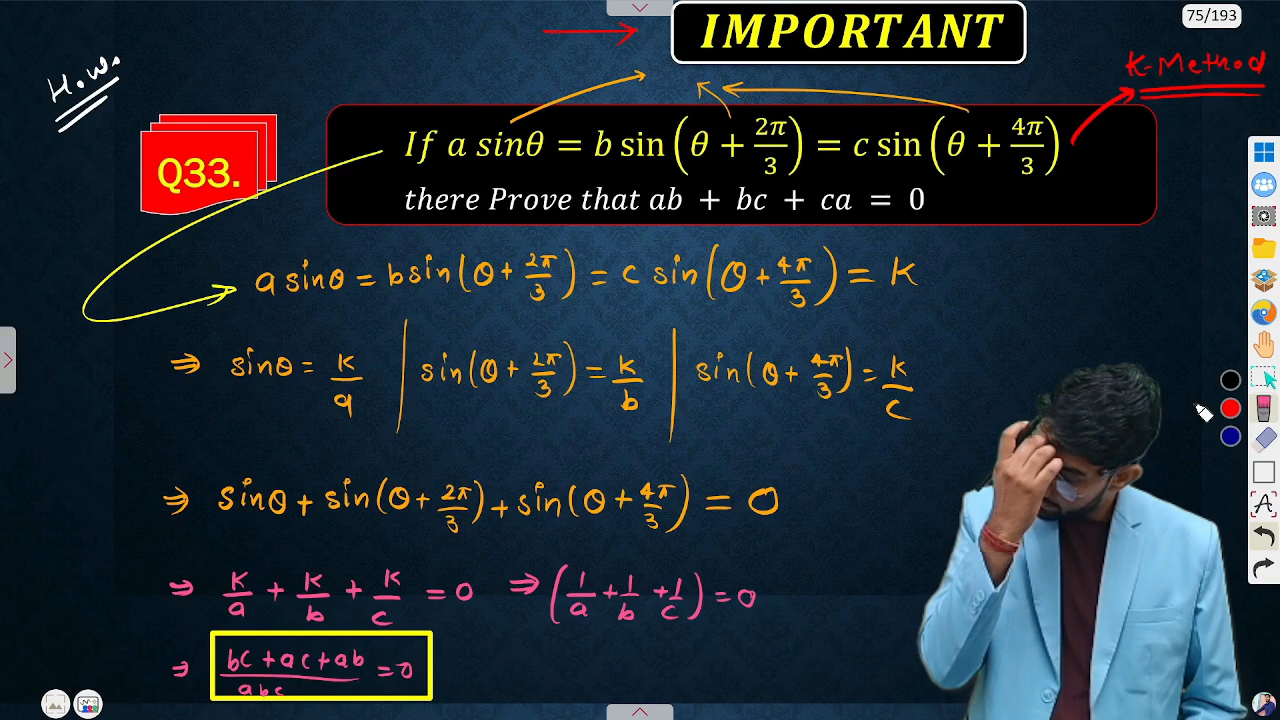 75/193
IMPORTANT
H.W.
K-Method
Q33.
If a sinθ = b sin (θ + 2π/3) = c sin (θ + 4π/3)
there Prove that ab + bc + ca = 0
a sinθ = b sin(θ + 2π/3) = c sin(θ + 4π/3) = K
⇒ sinθ = K/a | sin(θ + 2π/3) = K/b | sin(θ + 4π/3) = K/c
⇒ sinθ + sin(θ + 2π/3) + sin(θ + 4π/3) = 0
⇒ K/a + K/b + K/c = 0 ⇒ (1/a + 1/b + 1/c) = 0
⇒ (bc + ac + ab)/abc = 0